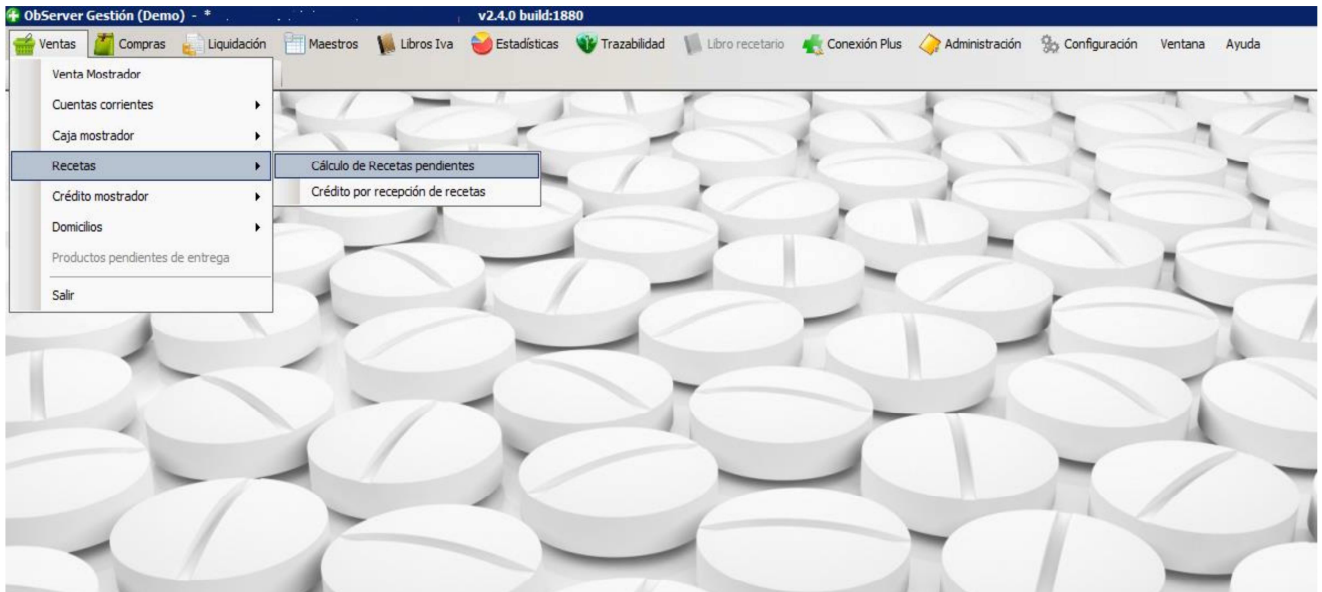 ObServer Gestión (Demo) - * v2.4.0 build:1880
Ventas Compras Liquidación Maestros Libros Iva Estadísticas Trazabilidad Libro recetario Conexión Plus Administración Configuración Ventana Ayuda
Venta Mostrador
Cuentas corrientes
Caja mostrador
Recetas
Cálculo de Recetas pendientes
Crédito por recepción de recetas
Crédito mostrador
Domicilios
Productos pendientes de entrega
Salir